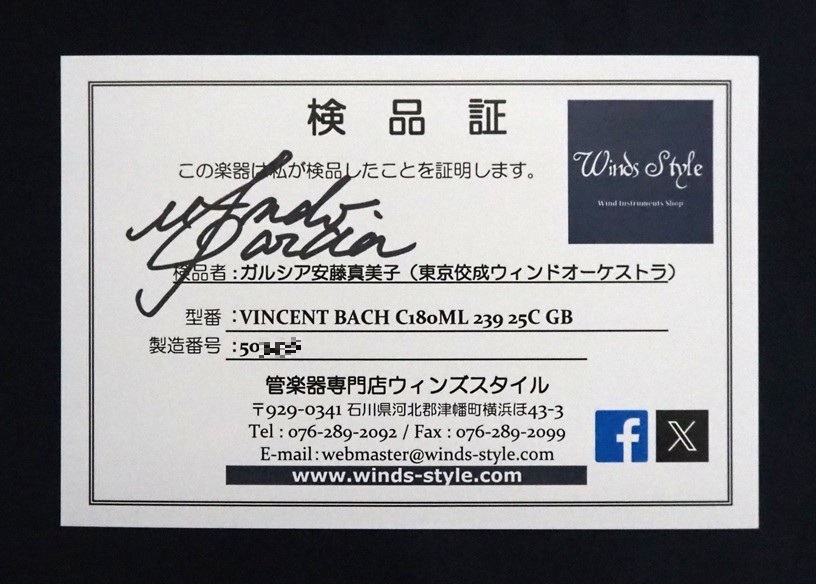 検品証
Winds Style
Wind Instruments Shop
この楽器は私が検品したことを証明します。
M Ando Garcia
検品者：ガルシア安藤真美子（東京佼成ウィンドオーケストラ）
型番：VINCENT BACH C180ML 239 25C GB
製造番号：50
管楽器専門店ウィンズスタイル
〒929-0341 石川県河北郡津幡町横浜ほ43-3
Tel : 076-289-2092 / Fax : 076-289-2099
E-mail : webmaster@winds-style.com
www.winds-style.com